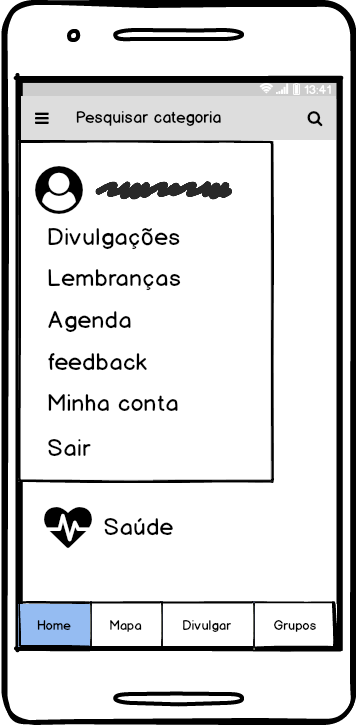 13:41
Pesquisar categoria
Divulgações
Lembranças
Agenda
feedback
Minha conta
Sair
Saúde
Home Mapa Divulgar Grupos